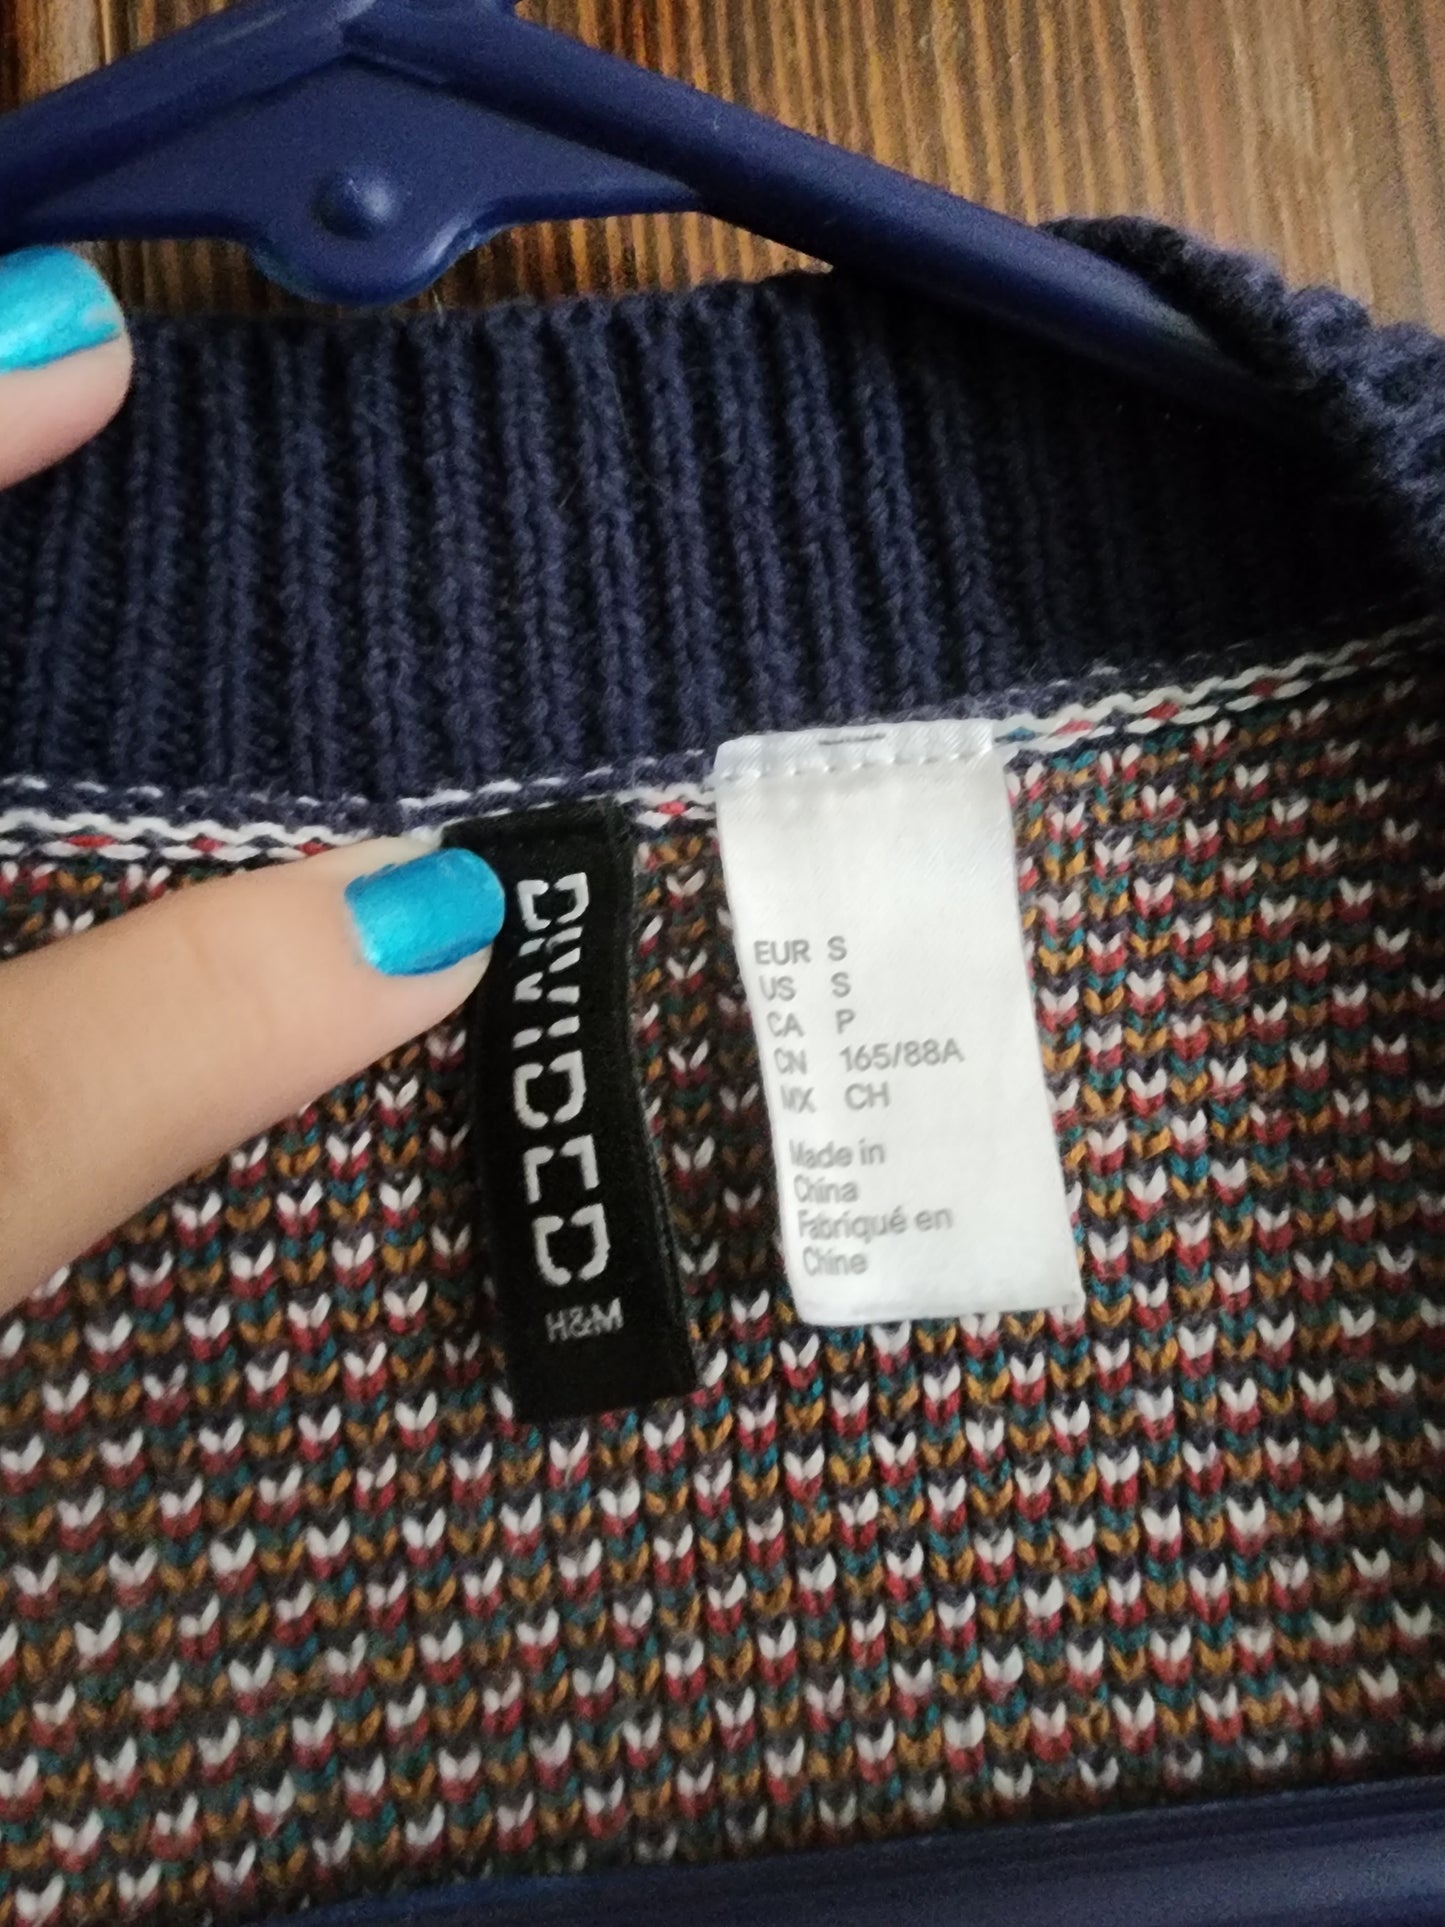 DIVIDED
H&M
EUR S
US S
CA P
CN 165/88A
MX CH
Made in
China
Fabriqué en
Chine